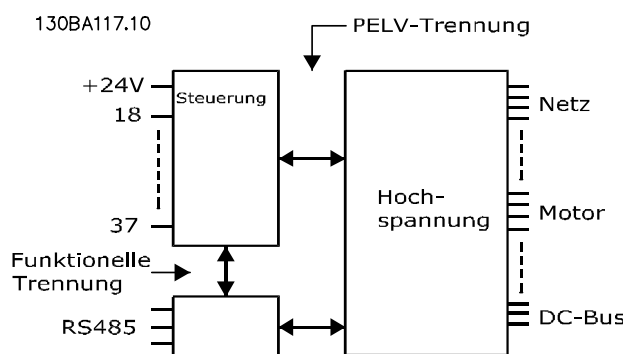 130BA117.10
PELV-Trennung
+24V
Steuerung
18
37
Hoch-
spannung
Netz
Motor
DC-Bus
Funktionelle
Trennung
RS485